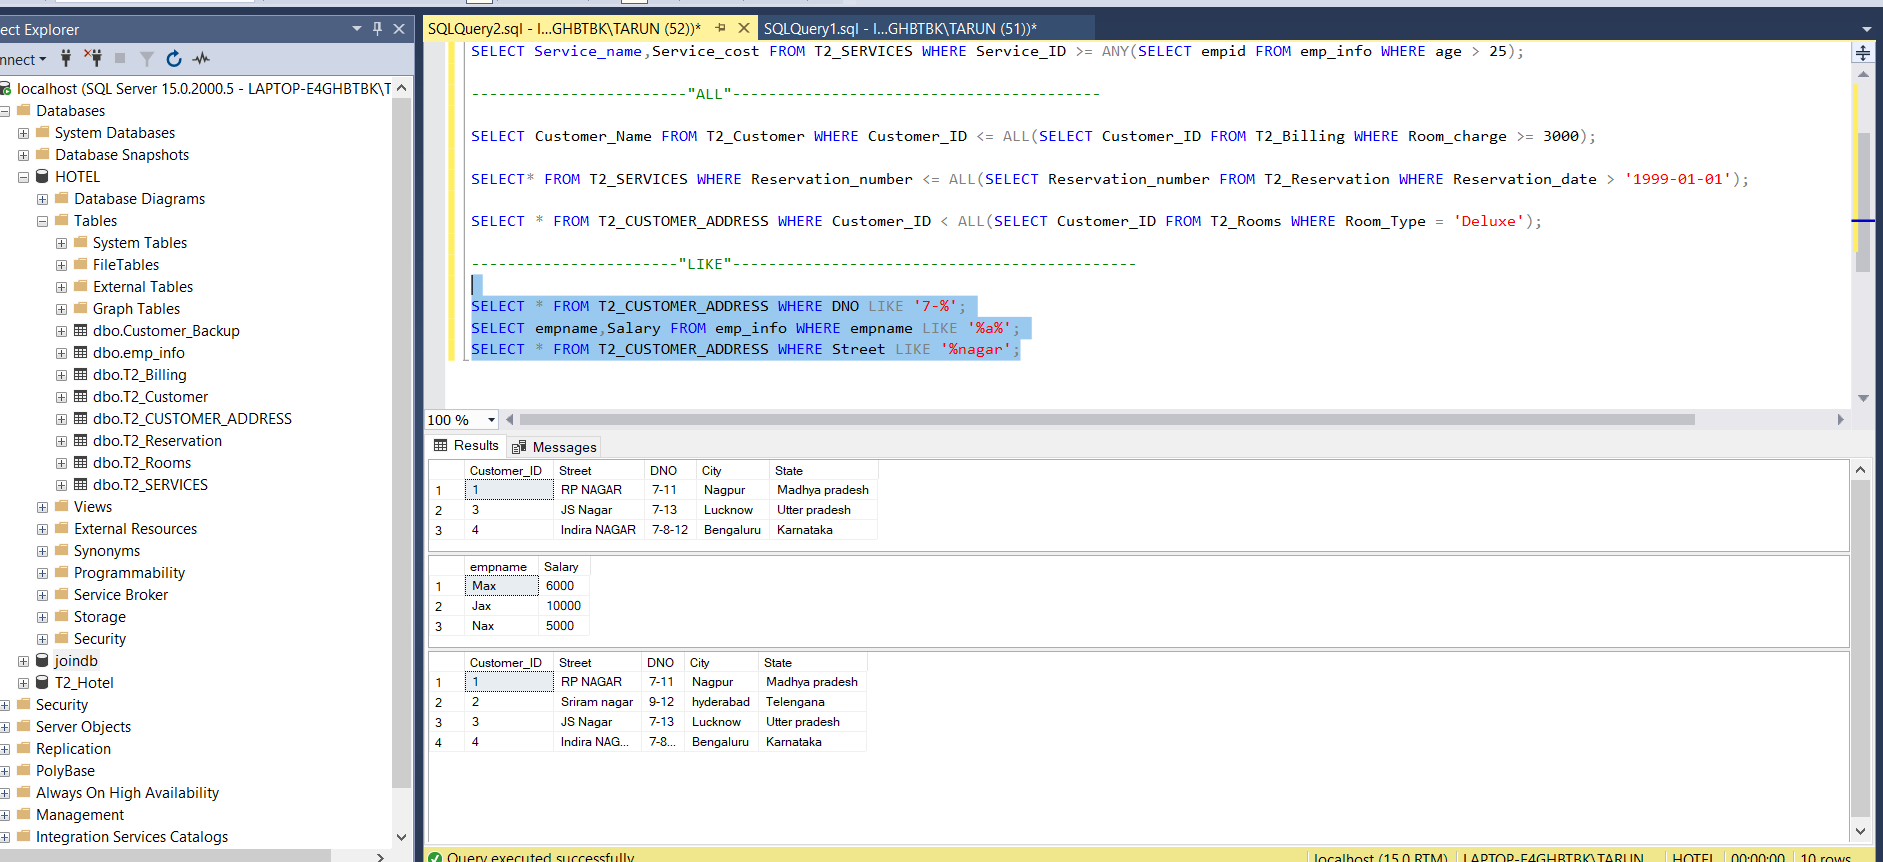 ect Explorer
nnect
localhost (SQL Server 15.0.2000.5 - LAPTOP-E4GHBTBK\T
Databases
System Databases
Database Snapshots
HOTEL
Database Diagrams
Tables
System Tables
FileTables
External Tables
Graph Tables
dbo.Customer_Backup
dbo.emp_info
dbo.T2_Billing
dbo.T2_Customer
dbo.T2_CUSTOMER_ADDRESS
dbo.T2_Reservation
dbo.T2_Rooms
dbo.T2_SERVICES
Views
External Resources
Synonyms
Programmability
Service Broker
Storage
Security
joindb
T2_Hotel
Security
Server Objects
Replication
PolyBase
Always On High Availability
Management
Integration Services Catalogs
SQLQuery2.sql - l...GHBTBK\TARUN (52))* SQLQuery1.sql - l...GHBTBK\TARUN (51))*
SELECT Service_name,Service_cost FROM T2_SERVICES WHERE Service_ID >= ANY(SELECT empid FROM emp_info WHERE age > 25);
------------------------"ALL"-----------------------------------------
SELECT Customer_Name FROM T2_Customer WHERE Customer_ID <= ALL(SELECT Customer_ID FROM T2_Billing WHERE Room_charge >= 3000);
SELECT* FROM T2_SERVICES WHERE Reservation_number <= ALL(SELECT Reservation_number FROM T2_Reservation WHERE Reservation_date > '1999-01-01');
SELECT * FROM T2_CUSTOMER_ADDRESS WHERE Customer_ID < ALL(SELECT Customer_ID FROM T2_Rooms WHERE Room_Type = 'Deluxe');
-----------------------"LIKE"---------------------------------------------
SELECT * FROM T2_CUSTOMER_ADDRESS WHERE DNO LIKE '7-%';
SELECT empname,Salary FROM emp_info WHERE empname LIKE '%a%';
SELECT * FROM T2_CUSTOMER_ADDRESS WHERE Street LIKE '%nagar';
100 %
Results Messages
Customer_ID Street DNO City State
1 1 RP NAGAR 7-11 Nagpur Madhya pradesh
2 3 JS Nagar 7-13 Lucknow Utter pradesh
3 4 Indira NAGAR 7-8-12 Bengaluru Karnataka
empname Salary
1 Max 6000
2 Jax 10000
3 Nax 5000
Customer_ID Street DNO City State
1 1 RP NAGAR 7-11 Nagpur Madhya pradesh
2 2 Sriram nagar 9-12 hyderabad Telengana
3 3 JS Nagar 7-13 Lucknow Utter pradesh
4 4 Indira NAG... 7-8... Bengaluru Karnataka
Query executed successfully localhost (15.0 RTM) LAPTOP-E4GHBTBK\TARUN HOTEL 00:00:00 10 rows